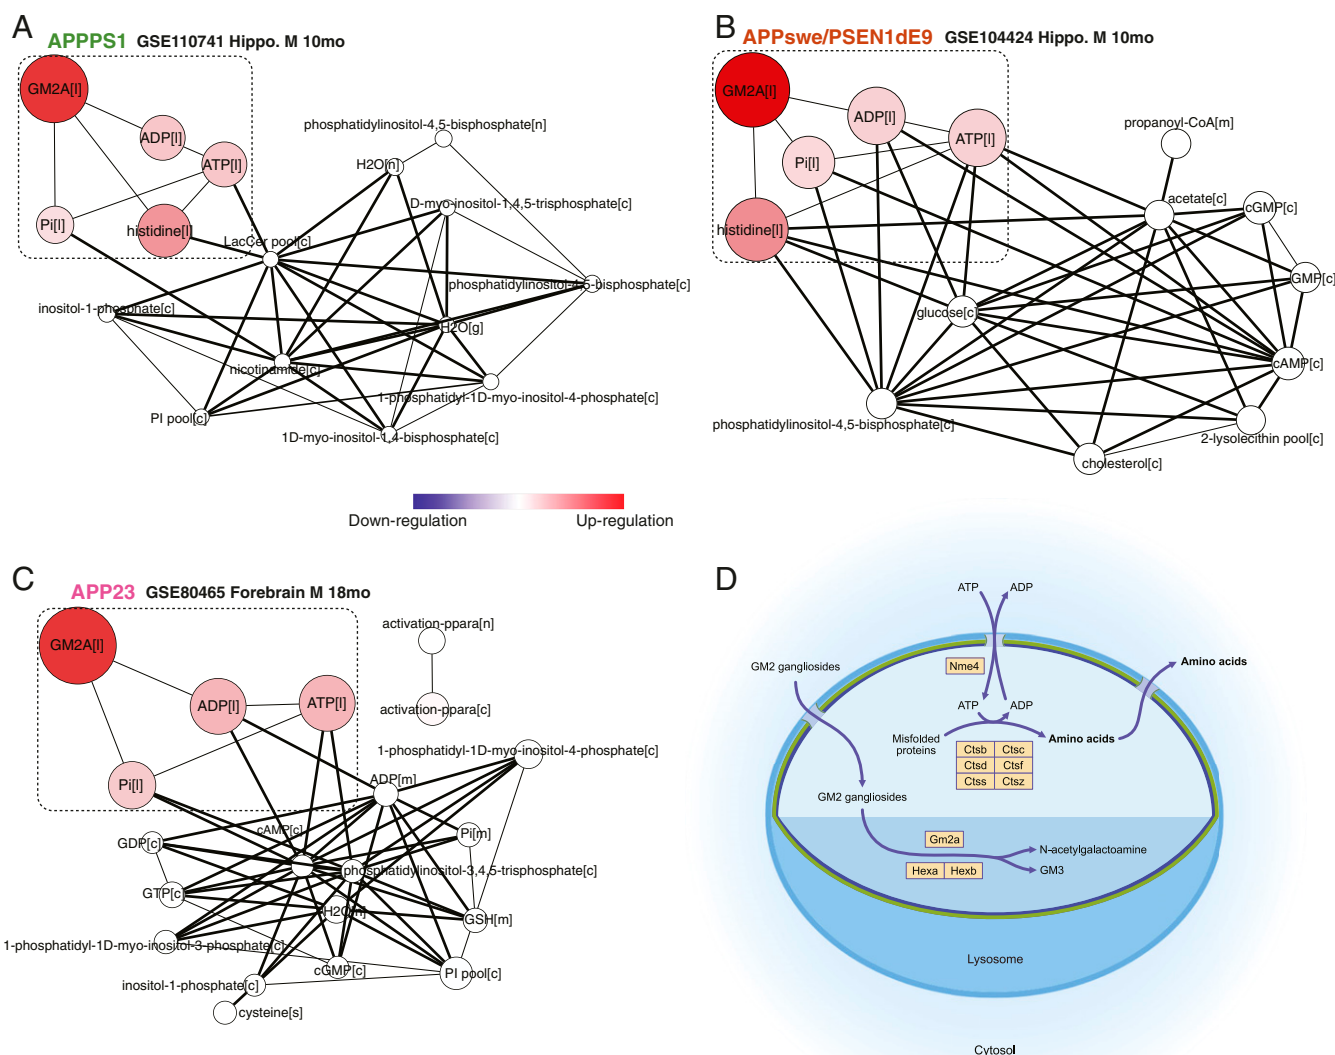 A
APPPS1 GSE110741 Hippo. M 10mo
GM2A[l]
ADP[l]
ATP[l]
Pi[l]
histidine[l]
phosphatidylinositol-4,5-bisphosphate[n]
H2O[n]
D-myo-inositol-1,4,5-trisphosphate[c]
LacCer pool[c]
phosphatidylinositol-4,5-bisphosphate[c]
inositol-1-phosphate[c]
H2O[g]
nicotinamide[c]
1-phosphatidyl-1D-myo-inositol-4-phosphate[c]
PI pool[c]
1D-myo-inositol-1,4-bisphosphate[c]
B
APPswe/PSEN1dE9 GSE104424 Hippo. M 10mo
GM2A[l]
ADP[l]
ATP[l]
Pi[l]
histidine[l]
propanoyl-CoA[m]
acetate[c]
cGMP[c]
GMP[c]
glucose[c]
cAMP[c]
phosphatidylinositol-4,5-bisphosphate[c]
2-lysolecithin pool[c]
cholesterol[c]
Down-regulation
Up-regulation
C
APP23 GSE80465 Forebrain M 18mo
GM2A[l]
ADP[l]
ATP[l]
Pi[l]
activation-ppara[n]
activation-ppara[c]
1-phosphatidyl-1D-myo-inositol-4-phosphate[c]
ADP[m]
cAMP[c]
Pi[m]
GDP[c]
phosphatidylinositol-3,4,5-trisphosphate[c]
GTP[c]
H2O[n]
GSH[m]
1-phosphatidyl-1D-myo-inositol-3-phosphate[c]
cGMP[c]
PI pool[c]
inositol-1-phosphate[c]
cysteine[s]
D
ATP
ADP
GM2 gangliosides
Nme4
Amino acids
ATP
ADP
Misfolded
proteins
Amino acids
Ctsb Ctsc
Ctsd Ctsf
Ctss Ctsz
GM2 gangliosides
Gm2a
Hexa Hexb
N-acetylgalactoamine
GM3
Lysosome
Cytosol